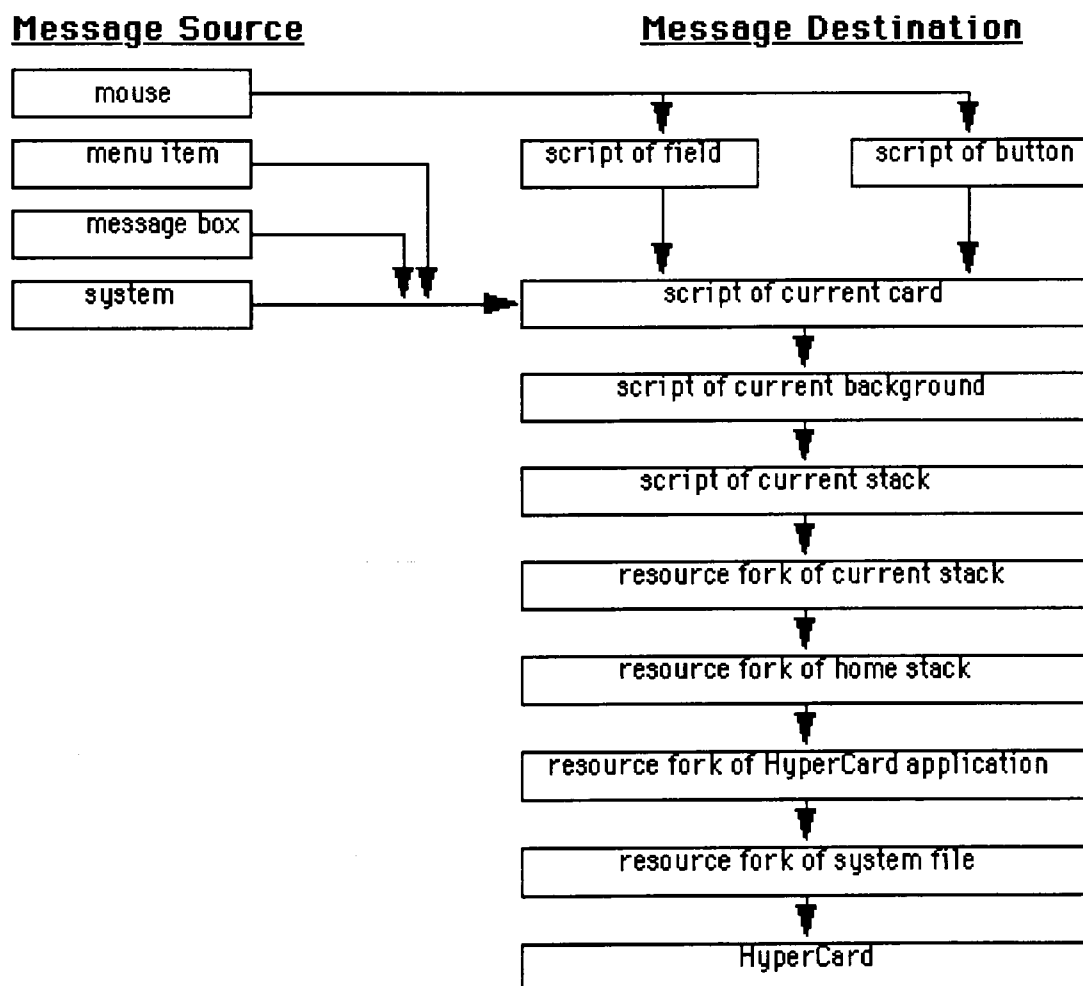 Message Source
Message Destination
mouse
menu item
script of field
script of button
message box
system
script of current card
script of current background
script of current stack
resource fork of current stack
resource fork of home stack
resource fork of HyperCard application
resource fork of system file
HyperCard